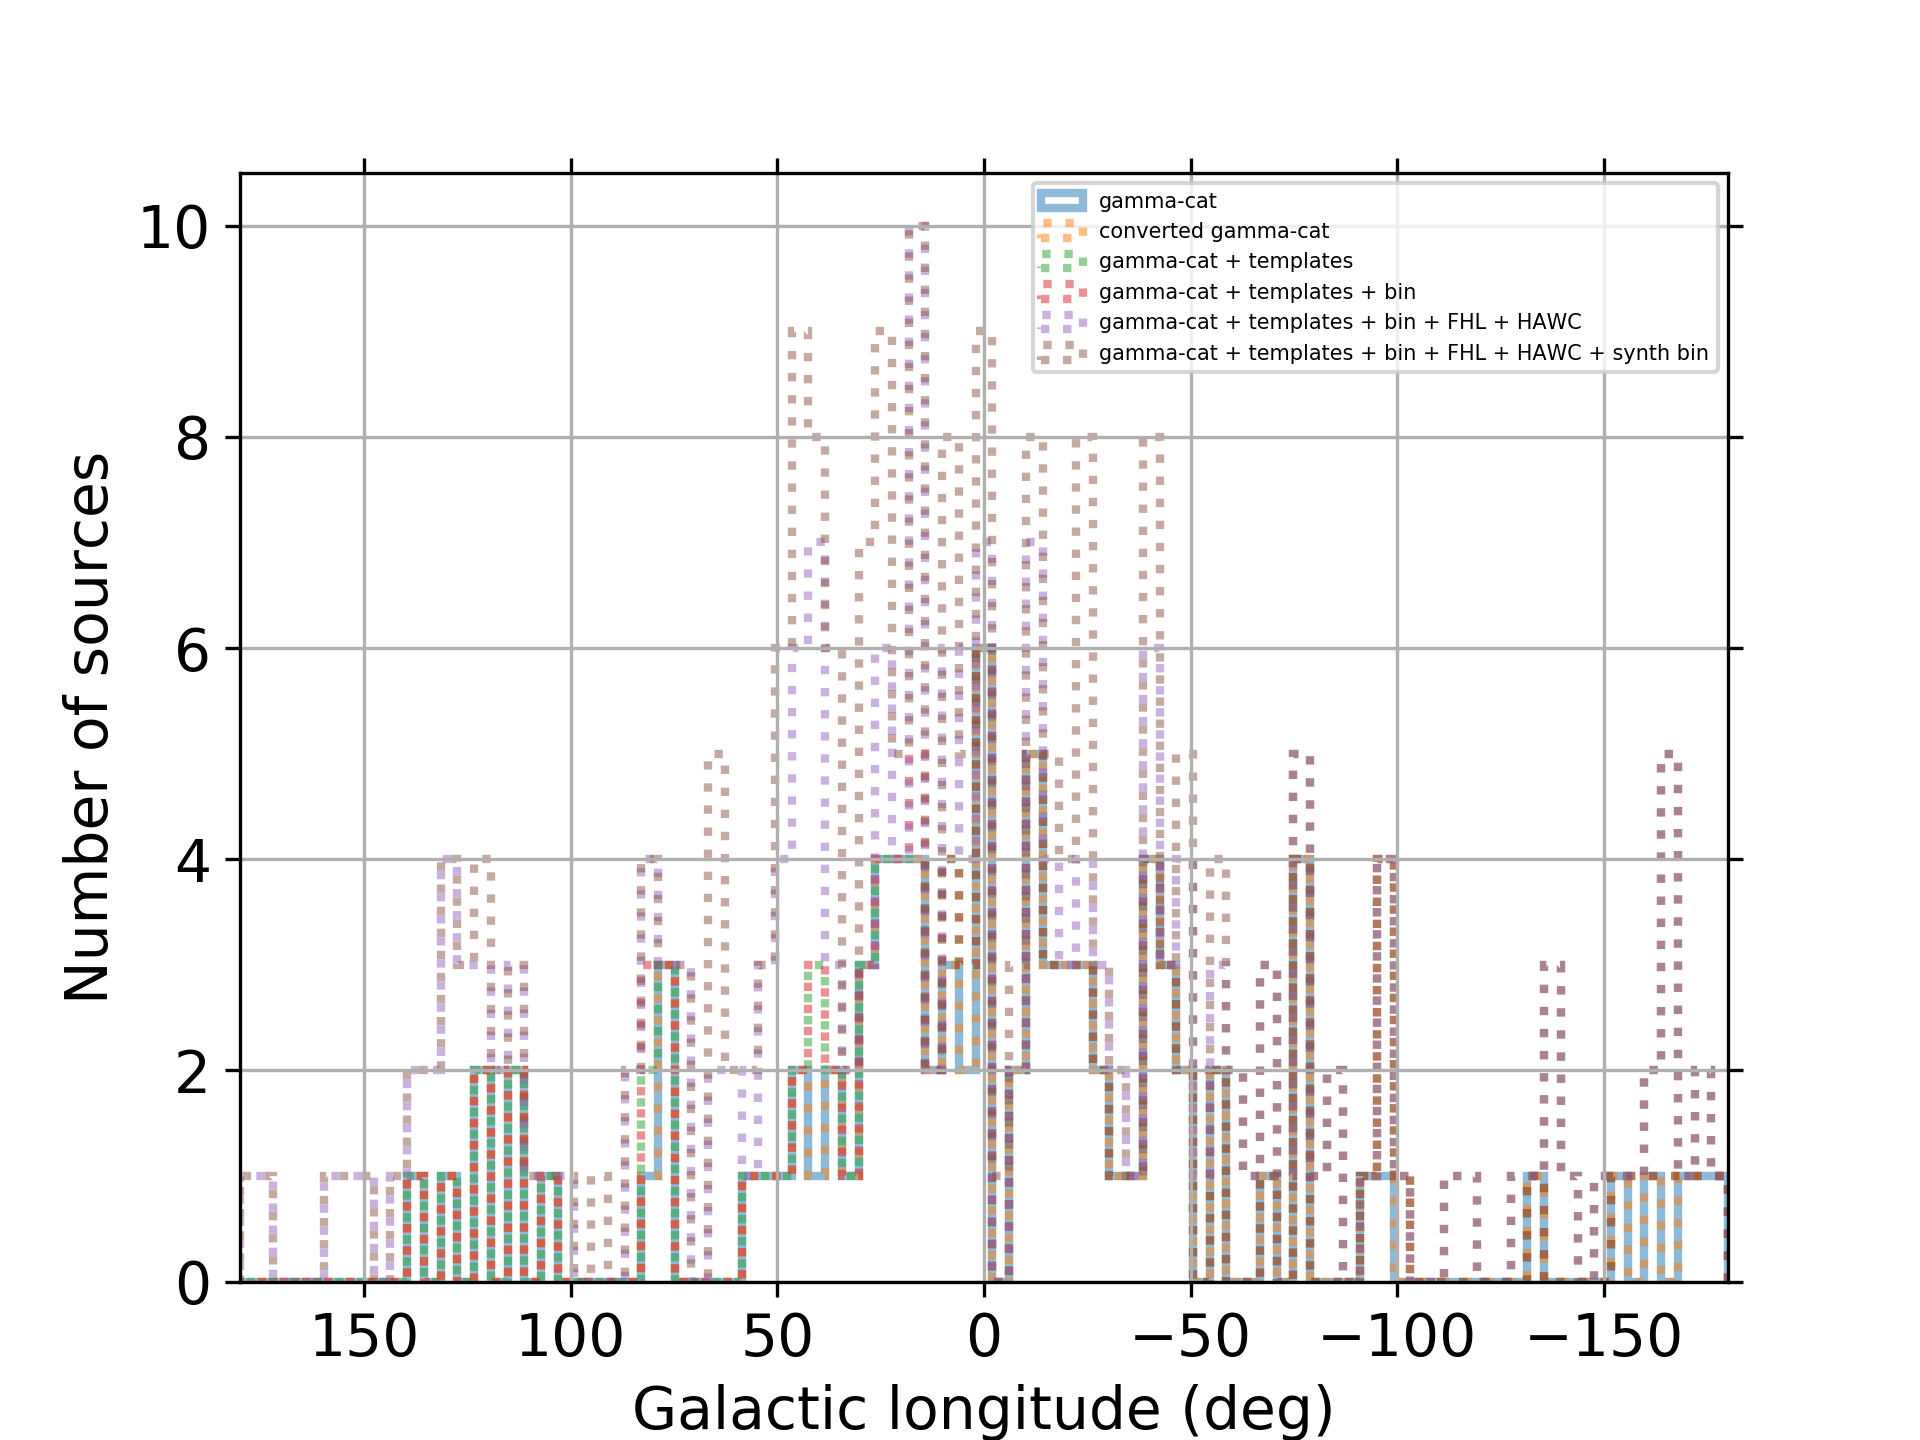 gamma-cat
converted gamma-cat
gamma-cat + templates
gamma-cat + templates + bin
gamma-cat + templates + bin + FHL + HAWC
gamma-cat + templates + bin + FHL + HAWC + synth bin
10
8
6
4
2
0
Number of sources
150 100 50 0 −50 −100 −150
Galactic longitude (deg)